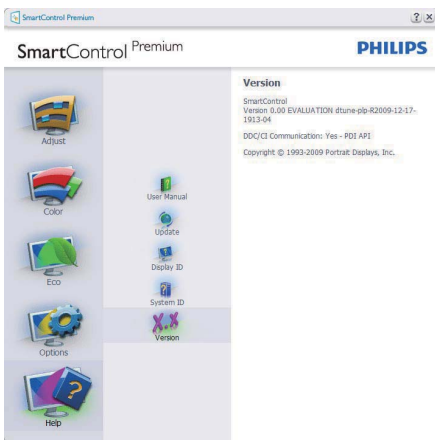 SmartControl Premium
? x
SmartControl Premium
PHILIPS
Adjust
Color
Eco
Options
Help
User Manual
Update
Display ID
System ID
X.X
Version
Version
SmartControl
Version 0.00 EVALUATION dtune-plp-R2009-12-17-
1913-04
DDC/CI Communication: Yes - PDI API
Copyright © 1993-2009 Portrait Displays, Inc.